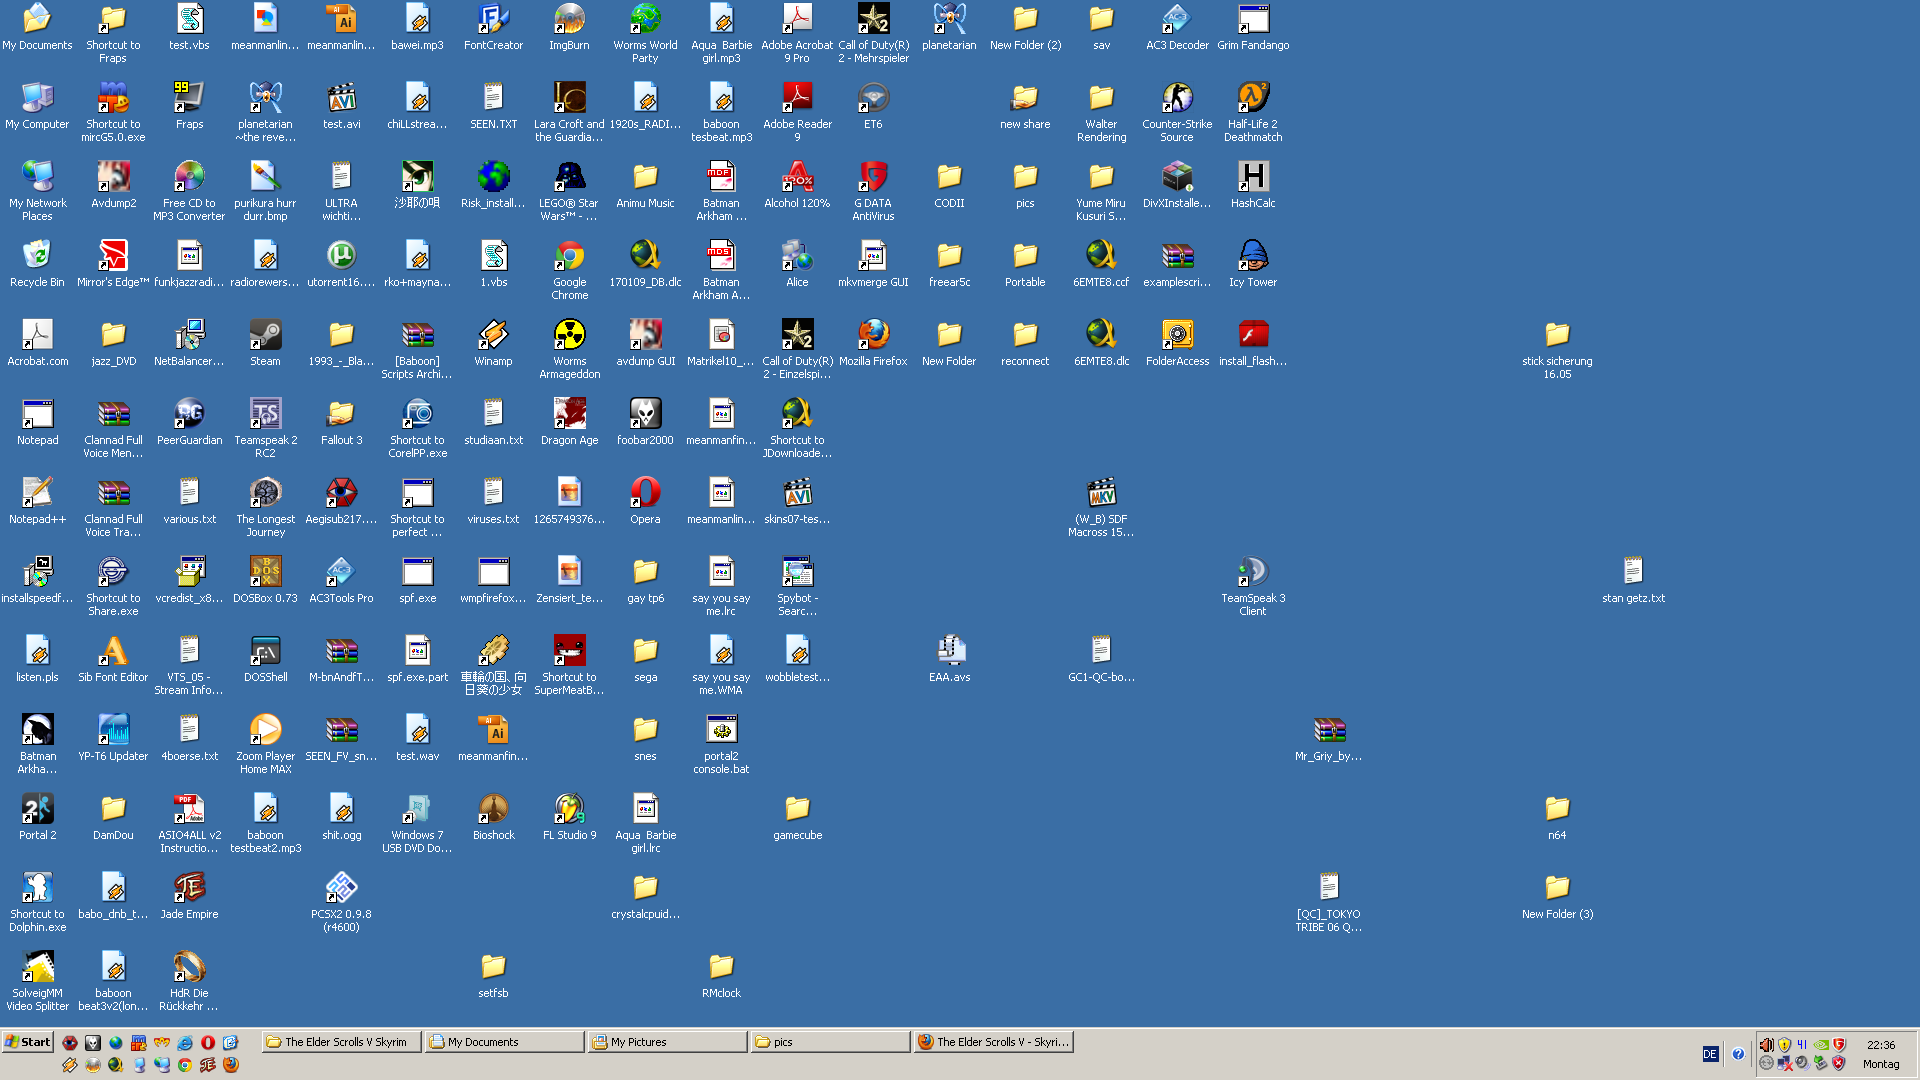 My Documents
Shortcut to
Fraps
test.vbs
meanmanlin...
meanmanlin...
bawei.mp3
FontCreator
ImgBurn
Worms World
Party
Aqua Barbie
girl.mp3
Adobe Acrobat
9 Pro
Call of Duty(R)
2 - Mehrspieler
planetarian
New Folder (2)
sav
AC3 Decoder
Grim Fandango
My Computer
Shortcut to
mircG5.0.exe
Fraps
planetarian
~the reve...
test.avi
chiLLstrea...
SEEN.TXT
Lara Croft and
the Guardia...
1920s_RADI...
baboon
tesbeat.mp3
Adobe Reader
9
ET6
new share
Walter
Rendering
Counter-Strike
Source
Half-Life 2
Deathmatch
My Network
Places
Avdump2
Free CD to
MP3 Converter
purikura hurr
durr.bmp
ULTRA
wichti...
沙耶の唄
Risk_install...
LEGO® Star
Wars™ - ...
Animu Music
Batman
Arkham ...
Alcohol 120%
G DATA
AntiVirus
CODII
pics
Yume Miru
Kusuri S...
DivXInstalle...
HashCalc
Recycle Bin
Mirror's Edge™
funkjazzradi...
radiorewers...
utorrent16....
rko+mayna...
1.vbs
Google
Chrome
170109_DB.dlc
Batman
Arkham A...
Alice
mkvmerge GUI
freear5c
Portable
6EMTE8.ccf
examplescri...
Icy Tower
Acrobat.com
jazz_DVD
NetBalancer...
Steam
1993_-_Bla...
[Baboon]
Scripts Archi...
Winamp
Worms
Armageddon
avdump GUI
Matrikel10_...
Call of Duty(R)
2 - Einzelspi...
Mozilla Firefox
New Folder
reconnect
6EMTE8.dlc
FolderAccess
install_flash...
stick sicherung
16.05
Notepad
Clannad Full
Voice Men...
PeerGuardian
Teamspeak 2
RC2
Fallout 3
Shortcut to
CorelPP.exe
studiaan.txt
Dragon Age
foobar2000
meanmanfin...
Shortcut to
JDownloade...
Notepad++
Clannad Full
Voice Tra...
various.txt
The Longest
Journey
Aegisub217....
Shortcut to
perfect ...
viruses.txt
1265749376...
Opera
meanmanlin...
skins07-tes...
(W_B) SDF
Macross 15...
installspeedf...
Shortcut to
Share.exe
vcredist_x8...
DOSBox 0.73
AC3Tools Pro
spf.exe
wmpfirefox...
Zensiert_te...
gay tp6
say you say
me.lrc
Spybot -
Searc...
TeamSpeak 3
Client
stan getz.txt
listen.pls
Sib Font Editor
VTS_05 -
Stream Info...
DOSShell
M-bnAndfT...
spf.exe.part
車輪の国、向
日葵の少女
Shortcut to
SuperMeatB...
sega
say you say
me.WMA
wobbletest...
EAA.avs
GC1-QC-bo...
Batman
Arkha...
YP-T6 Updater
4boerse.txt
Zoom Player
Home MAX
SEEN_FV_sn...
test.wav
meanmanfin...
snes
portal2
console.bat
Mr_Griy_by...
Portal 2
DamDou
ASIO4ALL v2
Instructio...
baboon
testbeat2.mp3
shit.ogg
Windows 7
USB DVD Do...
Bioshock
FL Studio 9
Aqua Barbie
girl.lrc
gamecube
n64
Shortcut to
Dolphin.exe
babo_dnb_t...
Jade Empire
PCSX2 0.9.8
(r4600)
crystalcpuid...
[QC]_TOKYO
TRIBE 06 Q...
New Folder (3)
SolveigMM
Video Splitter
baboon
beat3v2(lon...
HdR Die
Rückkehr ...
setfsb
RMclock
Start
The Elder Scrolls V Skyrim
My Documents
My Pictures
pics
The Elder Scrolls V - Skyri...
DE
41
22:36
Montag